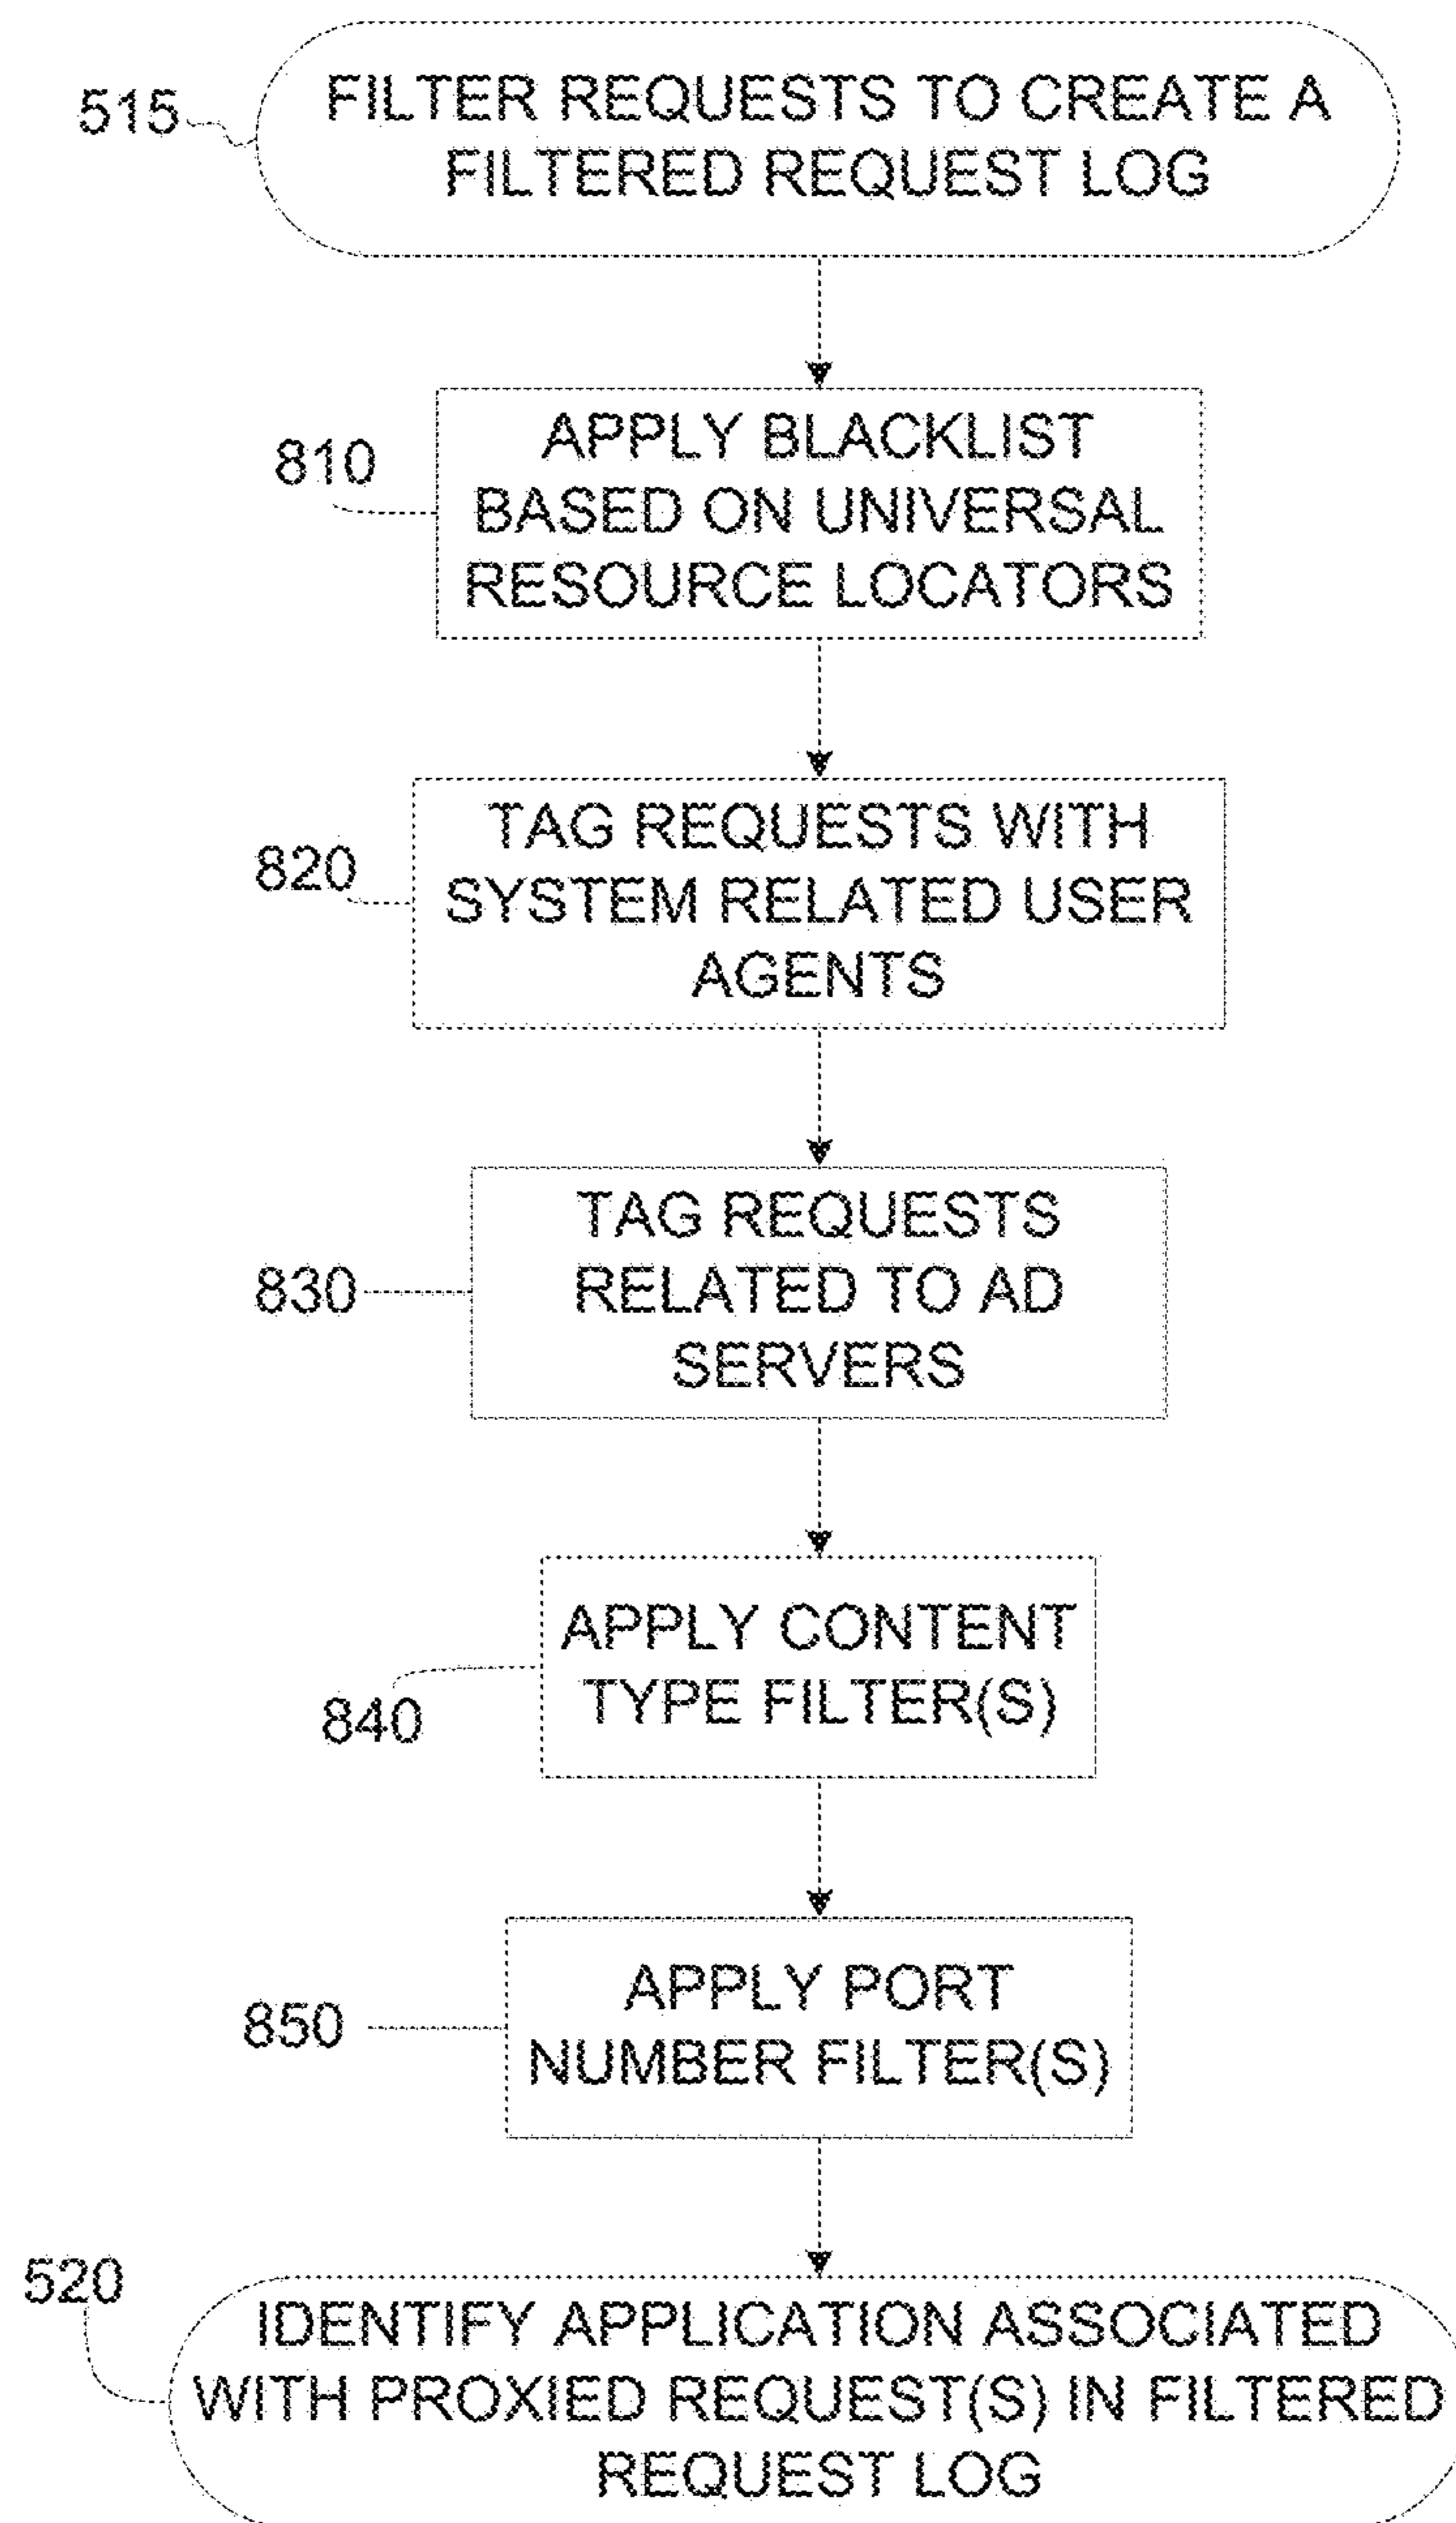 515
FILTER REQUESTS TO CREATE A
FILTERED REQUEST LOG
810
APPLY BLACKLIST
BASED ON UNIVERSAL
RESOURCE LOCATORS
820
TAG REQUESTS WITH
SYSTEM RELATED USER
AGENTS
830
TAG REQUESTS
RELATED TO AD
SERVERS
840
APPLY CONTENT
TYPE FILTER(S)
850
APPLY PORT
NUMBER FILTER(S)
520
IDENTIFY APPLICATION ASSOCIATED
WITH PROXIED REQUEST(S) IN FILTERED
REQUEST LOG